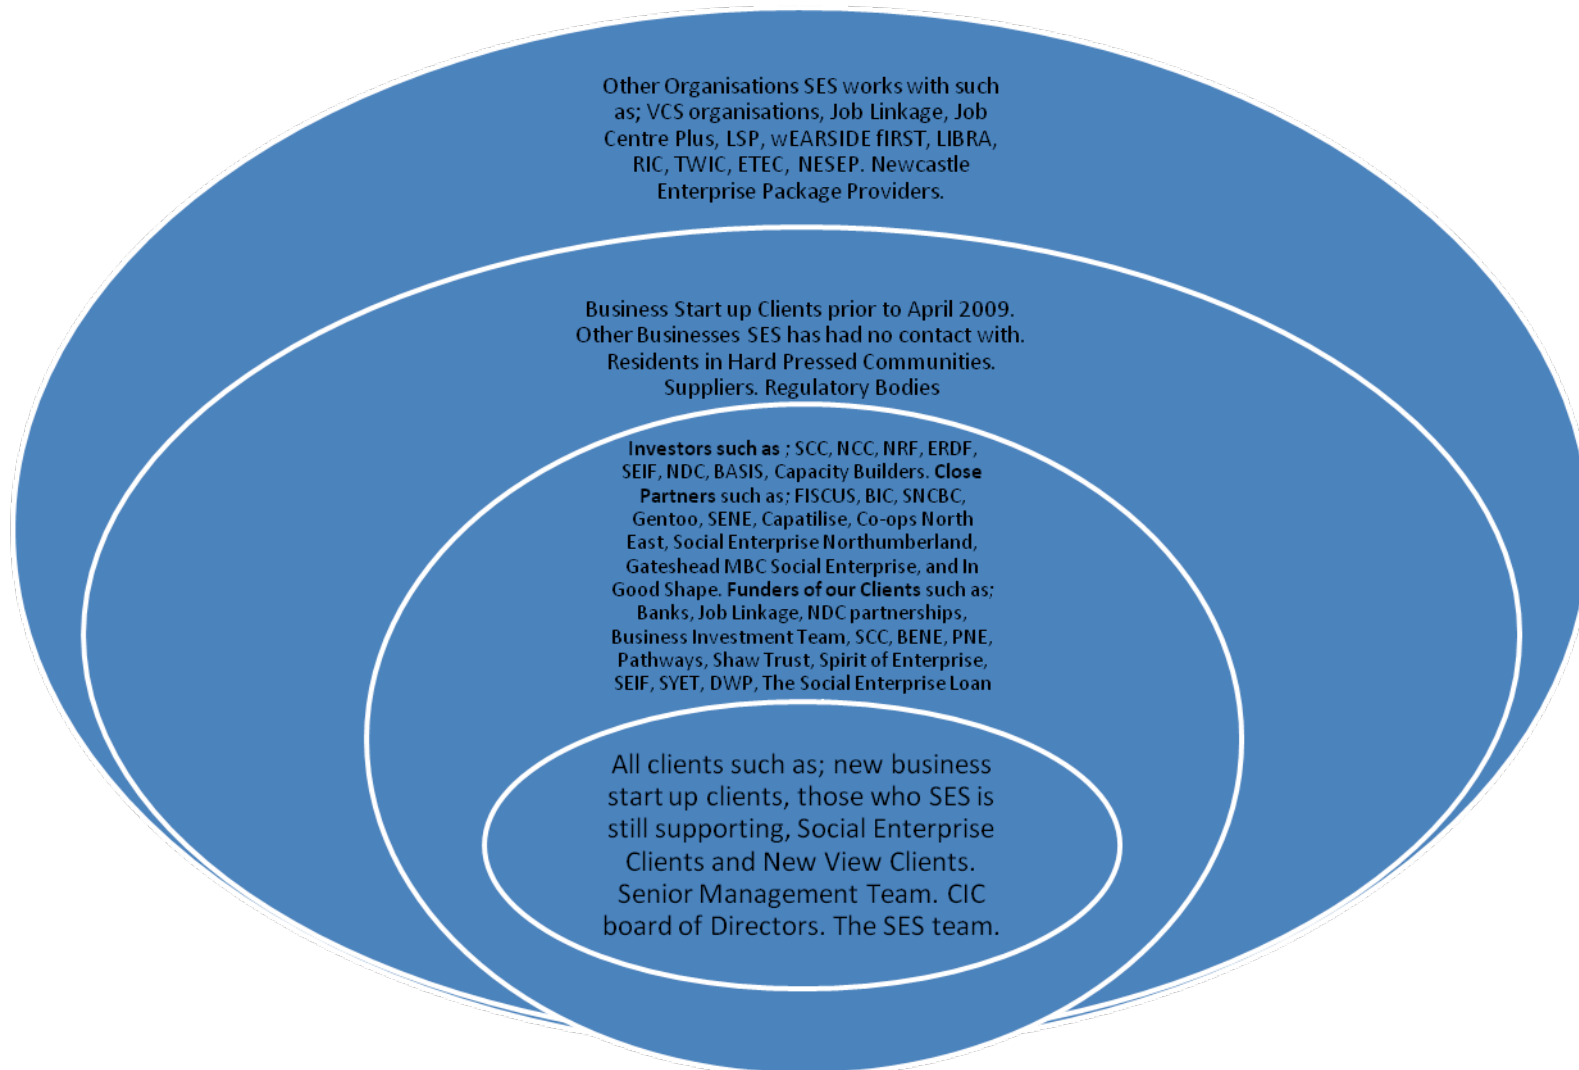 Other Organisations SES works with such
as; VCS organisations, Job Linkage, Job
Centre Plus, LSP, wEARSIDE fIRST, LIBRA,
RIC, TWIC, ETEC, NESEP. Newcastle
Enterprise Package Providers.
Business Start up Clients prior to April 2009.
Other Businesses SES has had no contact with.
Residents in Hard Pressed Communities.
Suppliers. Regulatory Bodies
Investors such as ; SCC, NCC, NRF, ERDF,
SEIF, NDC, BASIS, Capacity Builders. Close
Partners such as; FISCUS, BIC, SNCBC,
Gentoo, SENE, Capatilise, Co-ops North
East, Social Enterprise Northumberland,
Gateshead MBC Social Enterprise, and In
Good Shape. Funders of our Clients such as;
Banks, Job Linkage, NDC partnerships,
Business Investment Team, SCC, BENE, PNE,
Pathways, Shaw Trust, Spirit of Enterprise,
SEIF, SYET, DWP, The Social Enterprise Loan
All clients such as; new business
start up clients, those who SES is
still supporting, Social Enterprise
Clients and New View Clients.
Senior Management Team. CIC
board of Directors. The SES team.